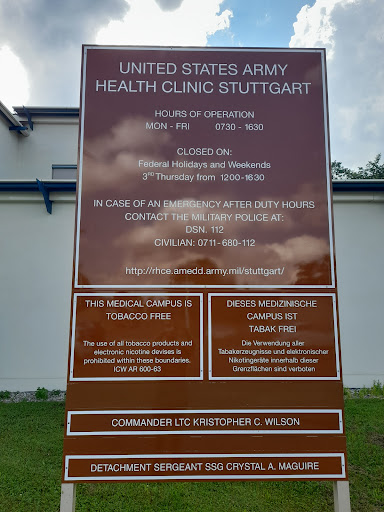 UNITED STATES ARMY
HEALTH CLINIC STUTTGART
HOURS OF OPERATION
MON - FRI 0730 - 1630
CLOSED ON:
Federal Holidays and Weekends
3RD Thursday from 1200-1630
IN CASE OF AN EMERGENCY AFTER DUTY HOURS
CONTACT THE MILITARY POLICE AT:
DSN. 112
CIVILIAN: 0711- 680-112
http://rhce.amedd.army.mil/stuttgart/
THIS MEDICAL CAMPUS IS
TOBACCO FREE
The use of all tobacco products and
electronic nicotine devises is
prohibited within these boundaries.
ICW AR 600-63
DIESES MEDIZINISCHE
CAMPUS IST
TABAK FREI
Die Verwendung aller
Tabakerzeugnisse und elektronischer
Nikotingeräte innerhalb dieser
Grenzflächen sind verboten
COMMANDER LTC KRISTOPHER C. WILSON
DETACHMENT SERGEANT SSG CRYSTAL A. MAGUIRE